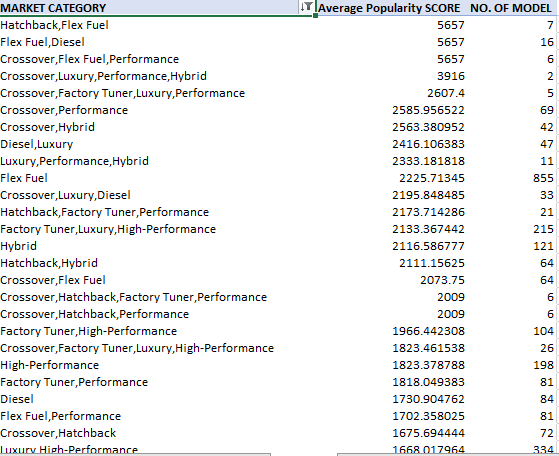 MARKET CATEGORY Average Popularity SCORE NO. OF MODEL
Hatchback,Flex Fuel 5657 7
Flex Fuel,Diesel 5657 16
Crossover,Flex Fuel,Performance 5657 6
Crossover,Luxury,Performance,Hybrid 3916 2
Crossover,Factory Tuner,Luxury,Performance 2607.4 5
Crossover,Performance 2585.956522 69
Crossover,Hybrid 2563.380952 42
Diesel,Luxury 2416.106383 47
Luxury,Performance,Hybrid 2333.181818 11
Flex Fuel 2225.71345 855
Crossover,Luxury,Diesel 2195.848485 33
Hatchback,Factory Tuner,Performance 2173.714286 21
Factory Tuner,Luxury,High-Performance 2133.367442 215
Hybrid 2116.586777 121
Hatchback,Hybrid 2111.15625 64
Crossover,Flex Fuel 2073.75 64
Crossover,Hatchback,Factory Tuner,Performance 2009 6
Crossover,Hatchback,Performance 2009 6
Factory Tuner,High-Performance 1966.442308 104
Crossover,Factory Tuner,Luxury,High-Performance 1823.461538 26
High-Performance 1823.378788 198
Factory Tuner,Performance 1818.049383 81
Diesel 1730.904762 84
Flex Fuel,Performance 1702.358025 81
Crossover,Hatchback 1675.694444 72
Luxury High-Performance 1668.017964 334